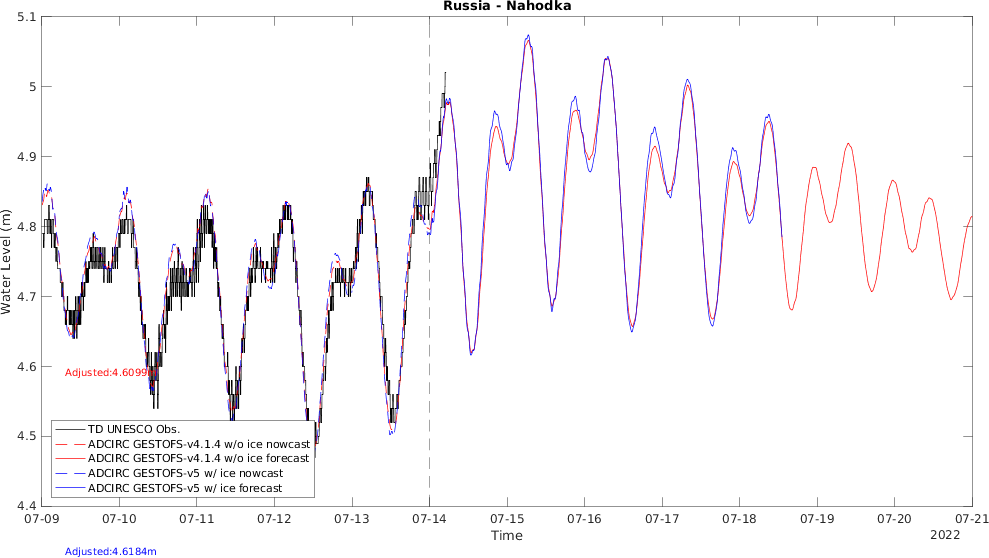 Russia - Nahodka
5.1
5
4.9
4.8
4.7
4.6
4.5
4.4
Water Level (m)
Adjusted:4.6099m
TD UNESCO Obs.
ADCIRC GESTOFS-v4.1.4 w/o ice nowcast
ADCIRC GESTOFS-v4.1.4 w/o ice forecast
ADCIRC GESTOFS-v5 w/ ice nowcast
ADCIRC GESTOFS-v5 w/ ice forecast
07-09 07-10 07-11 07-12 07-13 07-14 07-15 07-16 07-17 07-18 07-19 07-20 07-21
Time
2022
Adjusted:4.6184m